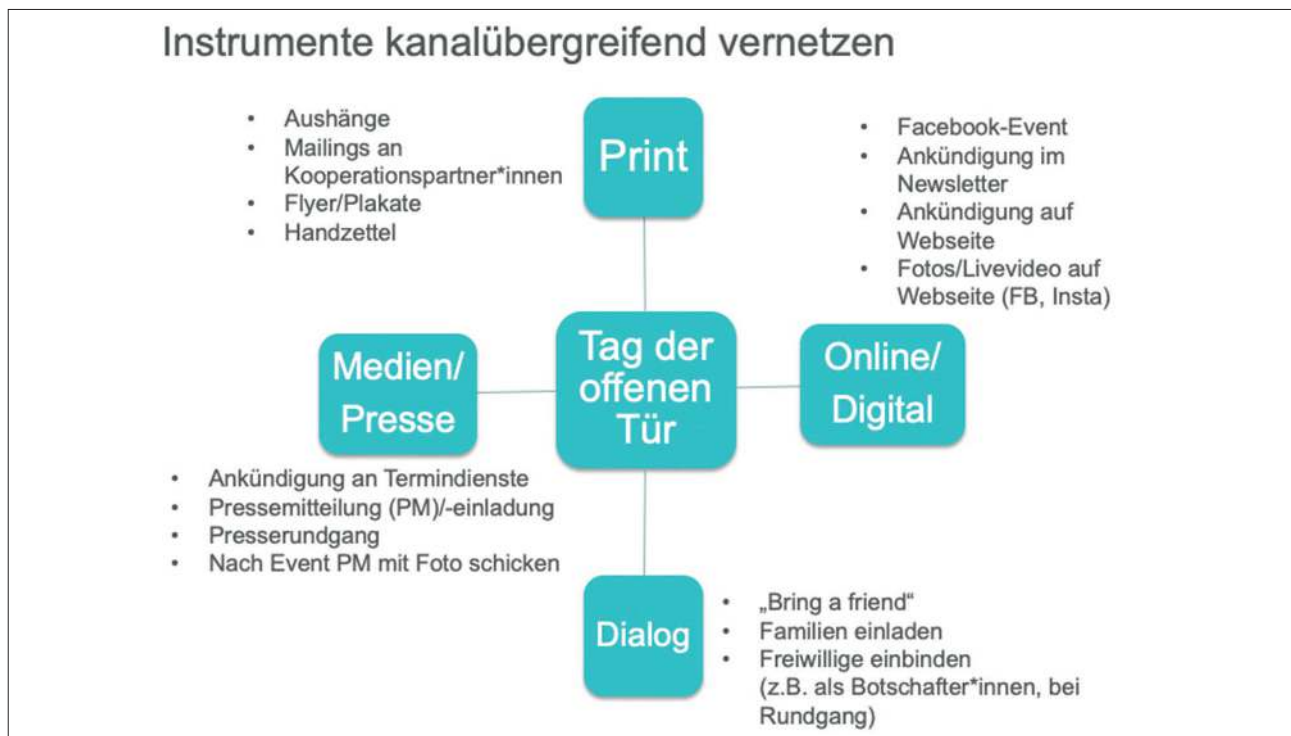 Instrumente kanalübergreifend vernetzen
• Aushänge
• Mailings an
Kooperationspartner*innen
• Flyer/Plakate
• Handzettel
Print
• Facebook-Event
• Ankündigung im
Newsletter
• Ankündigung auf
Webseite
• Fotos/Livevideo auf
Webseite (FB, Insta)
Medien/
Presse
Tag der
offenen
Tür
Online/
Digital
• Ankündigung an Termindienste
• Pressemitteilung (PM)/-einladung
• Presserundgang
• Nach Event PM mit Foto schicken
Dialog
• „Bring a friend“
• Familien einladen
• Freiwillige einbinden
(z.B. als Botschafter*innen, bei
Rundgang)